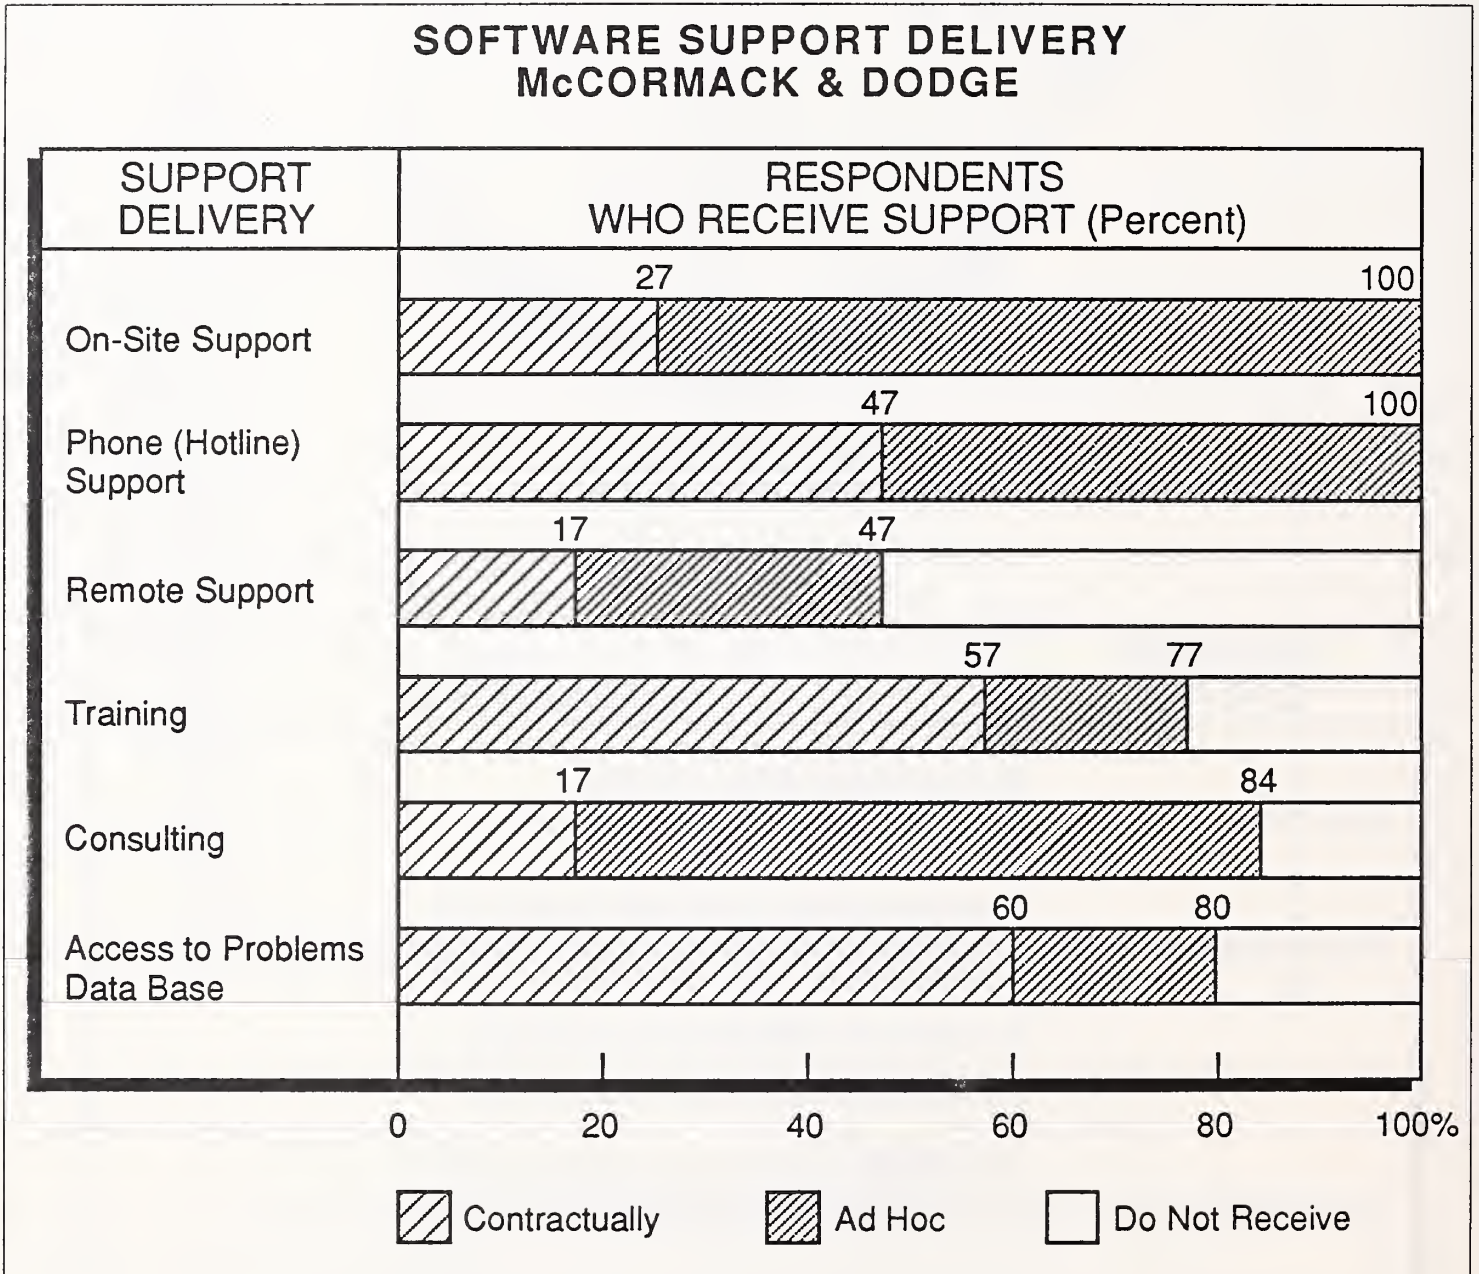 SOFTWARE SUPPORT DELIVERY
McCORMACK & DODGE
SUPPORT
DELIVERY
RESPONDENTS
WHO RECEIVE SUPPORT (Percent)
27 100
On-Site Support
47 100
Phone (Hotline)
Support
17 47
Remote Support
57 77
Training
17 84
Consulting
60 80
Access to Problems
Data Base
0 20 40 60 80 100%
Contractually Ad Hoc Do Not Receive